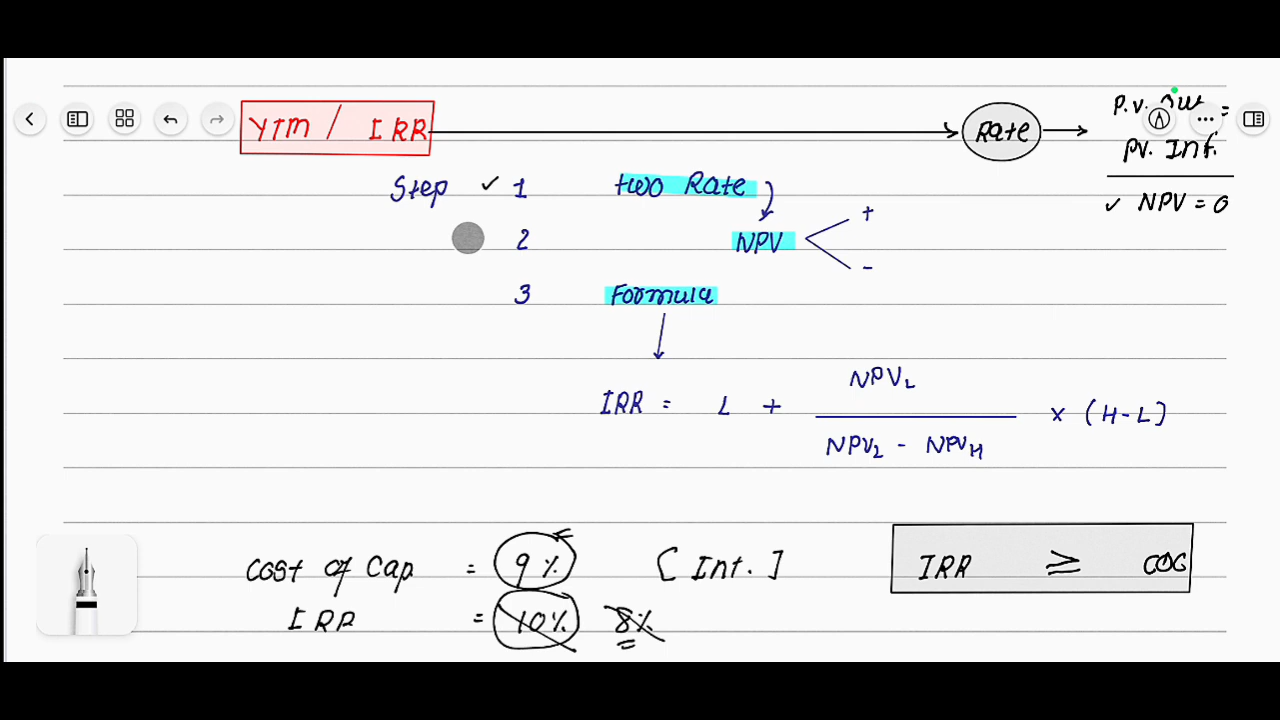 YTM / IRR
Rate
P.V. =
PV. Inf.
✓ NPV = 0
Step ✓ 1 two Rate
2 NPV + -
3 Formula
IRR = L + NPVL / NPVL - NPVH × (H-L)
Cost of Cap = 9% [Int.]
IRR = 10% 8%
IRR ≥ COC